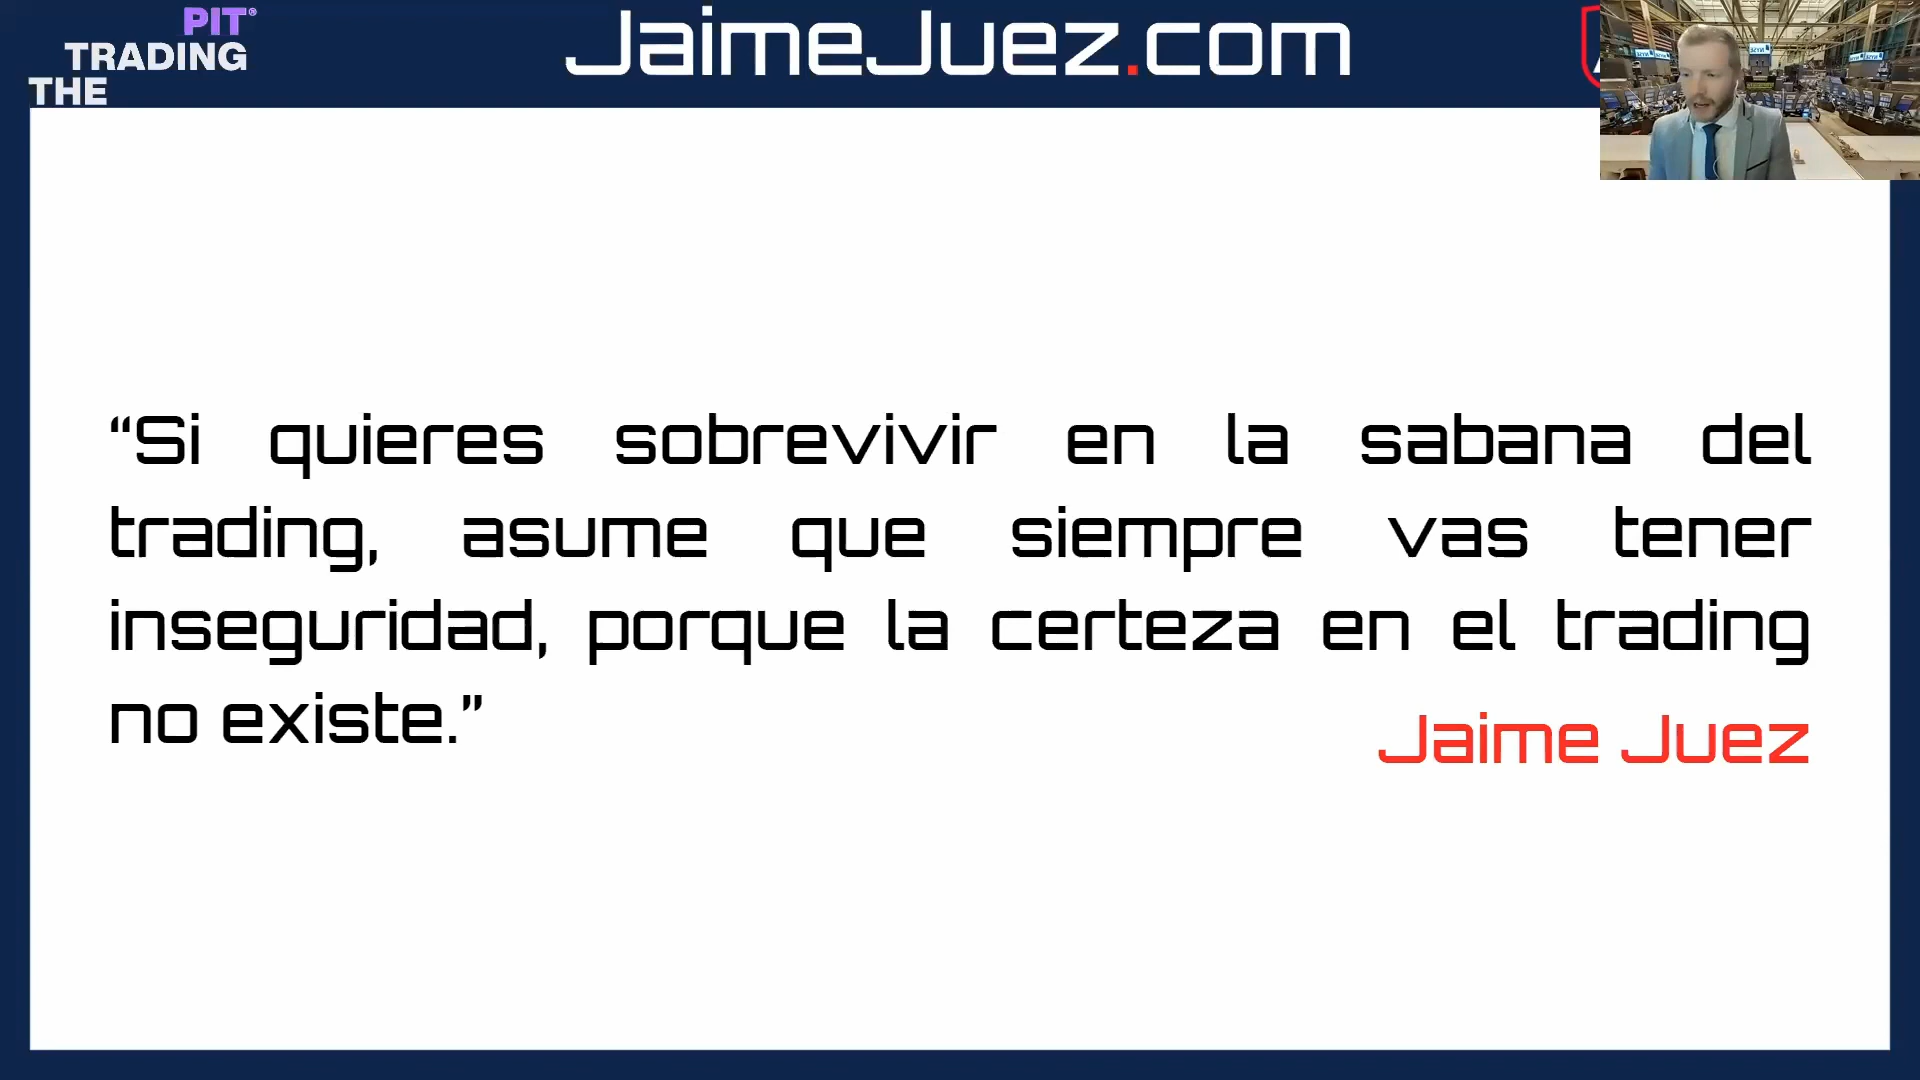 PIT®
TRADING
THE
JaimeJuez.com
“Si quieres sobrevivir en la sabana del
trading, asume que siempre vas tener
inseguridad, porque la certeza en el trading
no existe.”
Jaime Juez